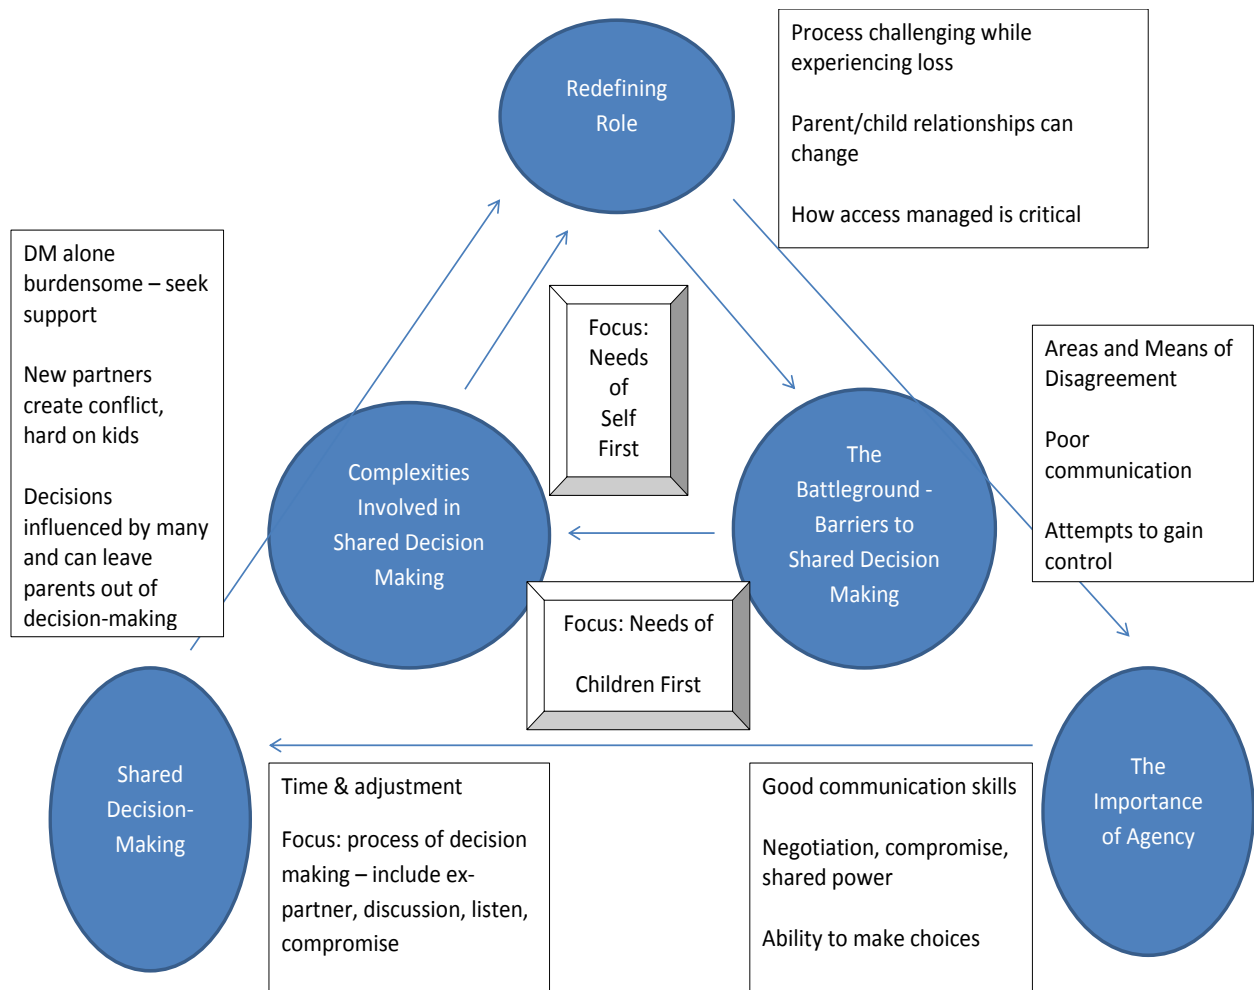 Redefining
Role
Process challenging while
experiencing loss
Parent/child relationships can
change
How access managed is critical
DM alone
burdensome – seek
support
New partners
create conflict,
hard on kids
Decisions
influenced by many
and can leave
parents out of
decision-making
Focus:
Needs
of
Self
First
Areas and Means of
Disagreement
Poor
communication
Attempts to gain
control
Complexities
Involved in
Shared Decision
Making
The
Battleground -
Barriers to
Shared Decision
Making
Focus: Needs of
Children First
Shared
Decision-
Making
Time & adjustment
Focus: process of decision
making – include ex-
partner, discussion, listen,
compromise
Good communication skills
Negotiation, compromise,
shared power
Ability to make choices
The
Importance
of Agency